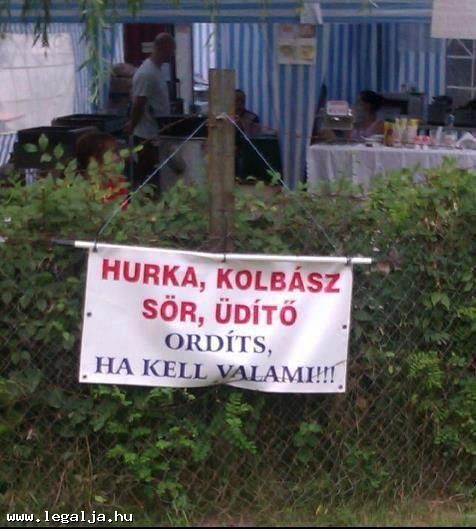 HURKA, KOLBÁSZ
SÖR, ÜDÍTŐ
ORDÍTS,
HA KELL VALAMI!!!
www.legalja.hu